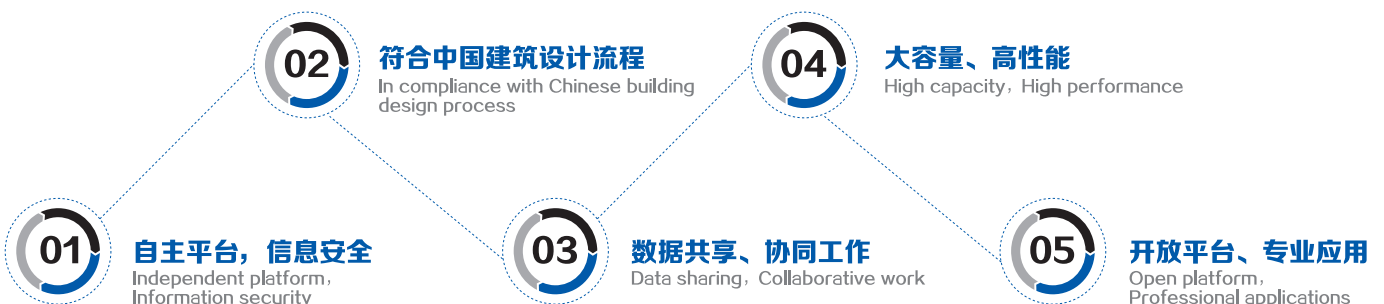 01
自主平台，信息安全
Independent platform,
Information security
02
符合中国建筑设计流程
In compliance with Chinese building
design process
03
数据共享、协同工作
Data sharing, Collaborative work
04
大容量、高性能
High capacity, High performance
05
开放平台、专业应用
Open platform,
Professional applications